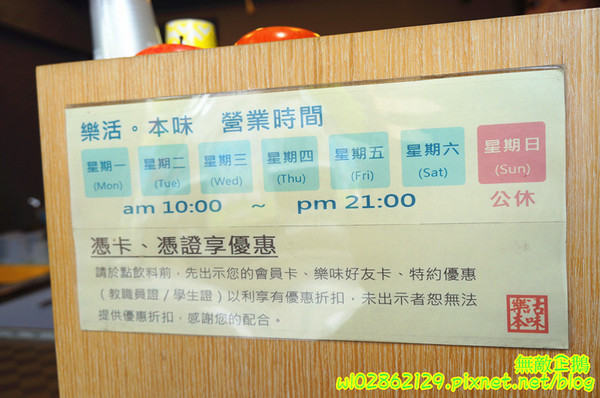 樂活。本味 營業時間
星期一 星期二 星期三 星期四 星期五 星期六 星期日
(Mon) (Tue) (Wed) (Thu) (Fri) (Sat) (Sun)
am 10:00 ~ pm 21:00 公休
憑卡、憑證享優惠
請於點飲料前，先出示您的會員卡、樂味好友卡、特約優惠
（教職員證/學生證）以利享有優惠折扣，未出示者恕無法
提供優惠折扣，感謝您的配合。
樂活
本味
無敵企鵝
wl02862129.pixnet.net/blog